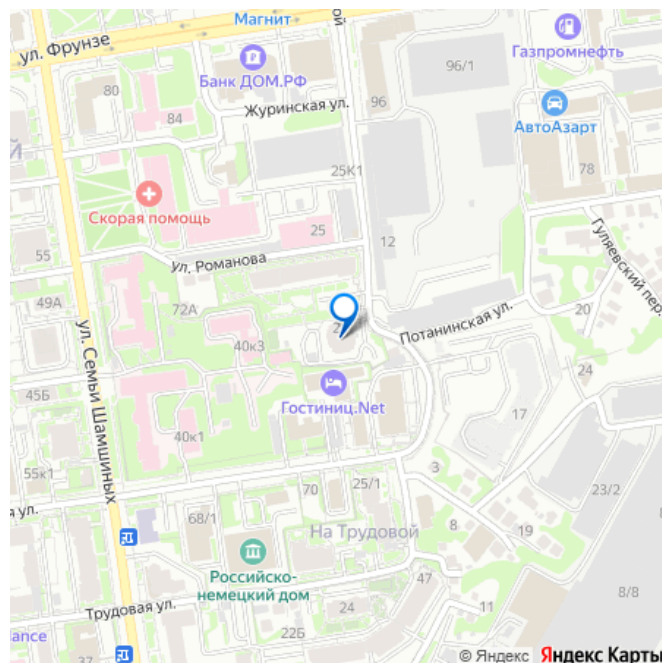 Магнит
ой
ул. Фрунзе
Газпромнефть
Банк ДОМ.РФ
96/1
80
Журинская ул.
96
84
АвтоАзарт
25К1
78
Й
Скорая помощь
25
12
55
ул. Романова
Гуляевский пер.
49А
72А
20
Потанинская ул.
40к3
ул. Семьи Шамшиных
24
45Б
Гостиниц.Net
17
40к1
55к1
3
23/2
70
25/1
я ул.
68/1
8
19
На Трудовой
Российско-
немецкий дом
47
8/8
Трудовая ул.
24
11
22Б
lance
© Яндекс Яндекс Карты